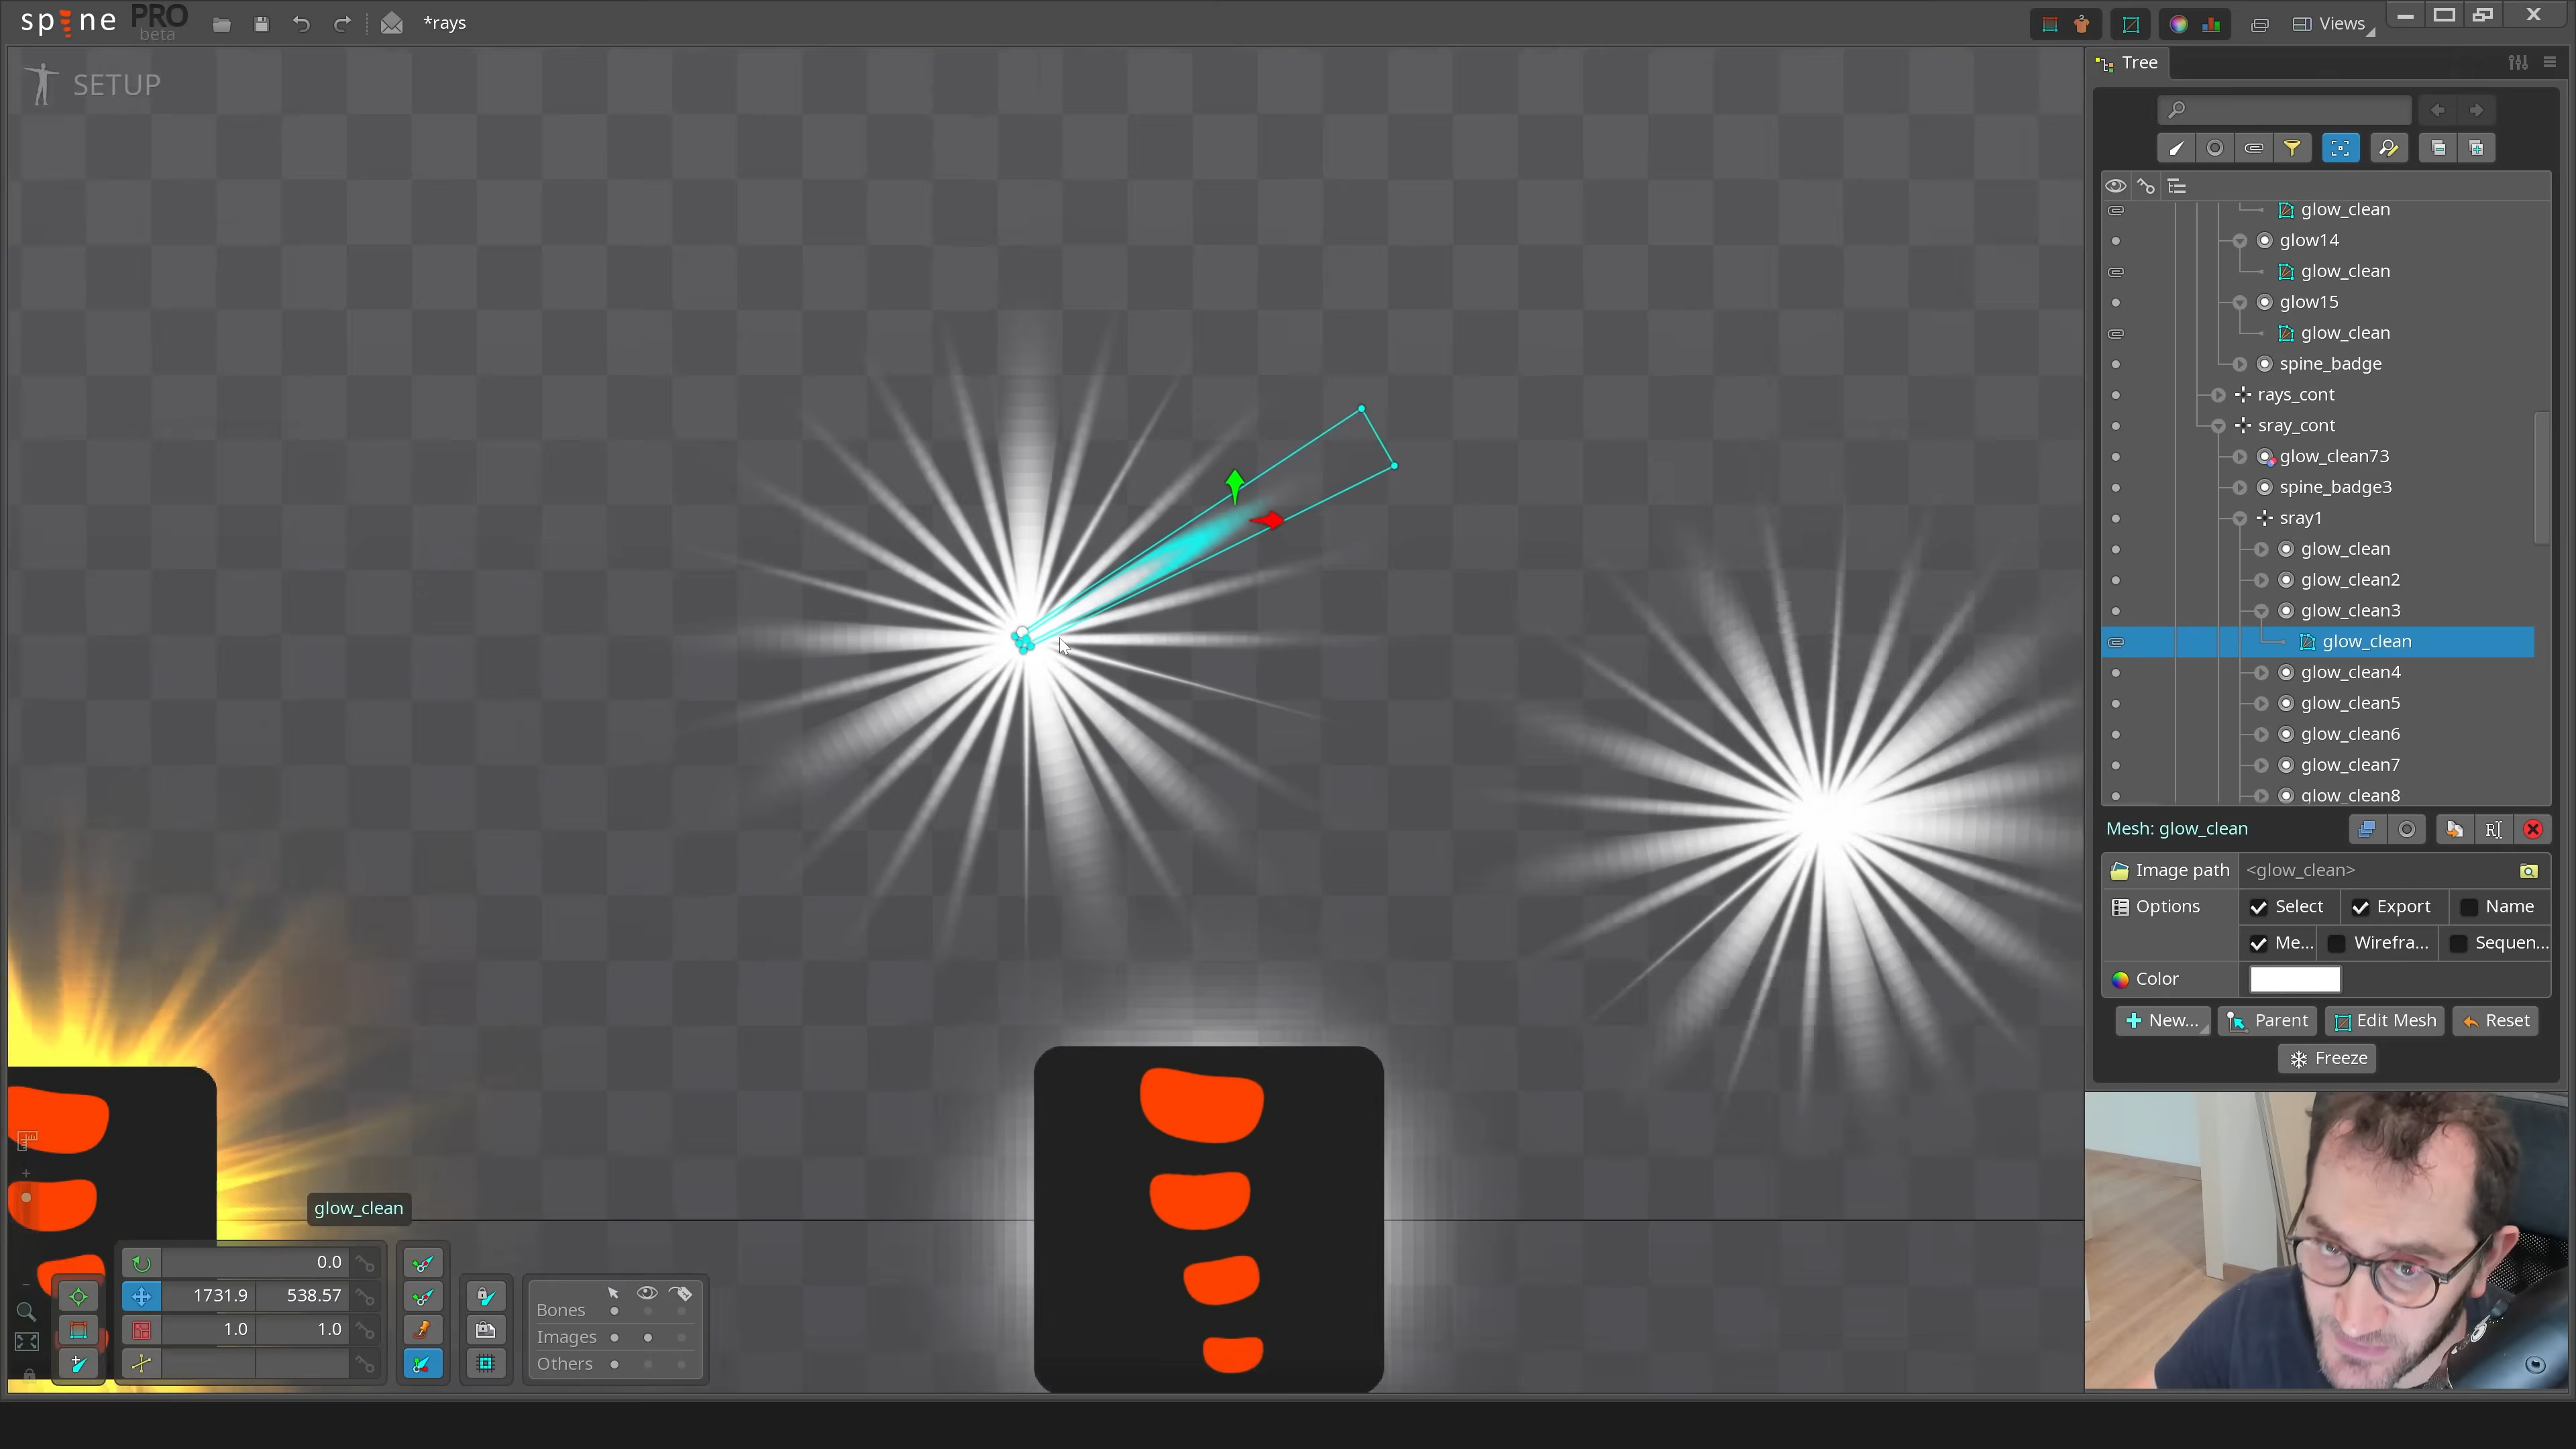 spine PRO
beta
*rays
Views
SETUP
Tree
glow_clean
glow14
glow_clean
glow15
glow_clean
spine_badge
rays_cont
sray_cont
glow_clean73
spine_badge3
sray1
glow_clean
glow_clean2
glow_clean3
glow_clean
glow_clean4
glow_clean5
glow_clean6
glow_clean7
glow_clean8
Mesh: glow_clean
Image path <glow_clean>
Options Select Export Name
Me... Wirefra... Sequen...
Color
New... Parent Edit Mesh Reset
Freeze
glow_clean
0.0
1731.9 538.57
1.0 1.0
Bones
Images
Others